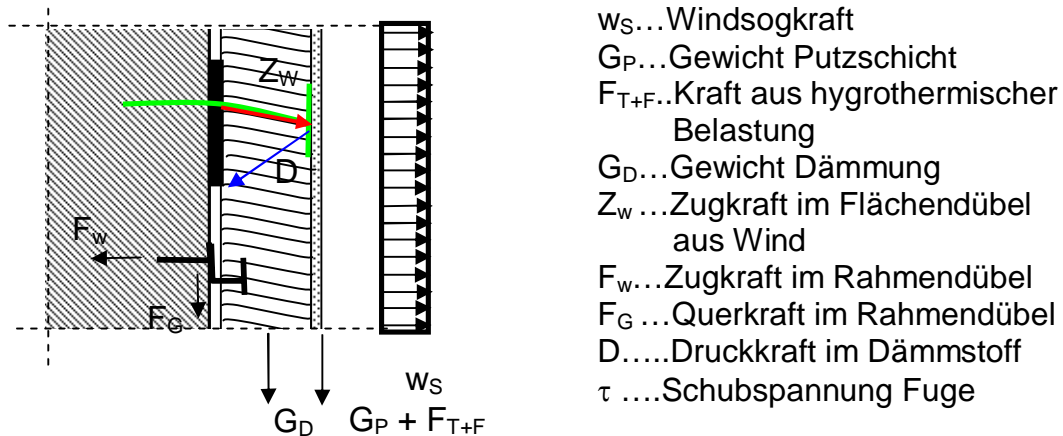 Z_W
D
F_w
F_G
w_S
G_D G_P + F_T+F
w_S…Windsogkraft
G_P…Gewicht Putzschicht
F_T+F..Kraft aus hygrothermischer
Belastung
G_D…Gewicht Dämmung
Z_w …Zugkraft im Flächendübel
aus Wind
F_w…Zugkraft im Rahmendübel
F_G …Querkraft im Rahmendübel
D…..Druckkraft im Dämmstoff
τ ….Schubspannung Fuge